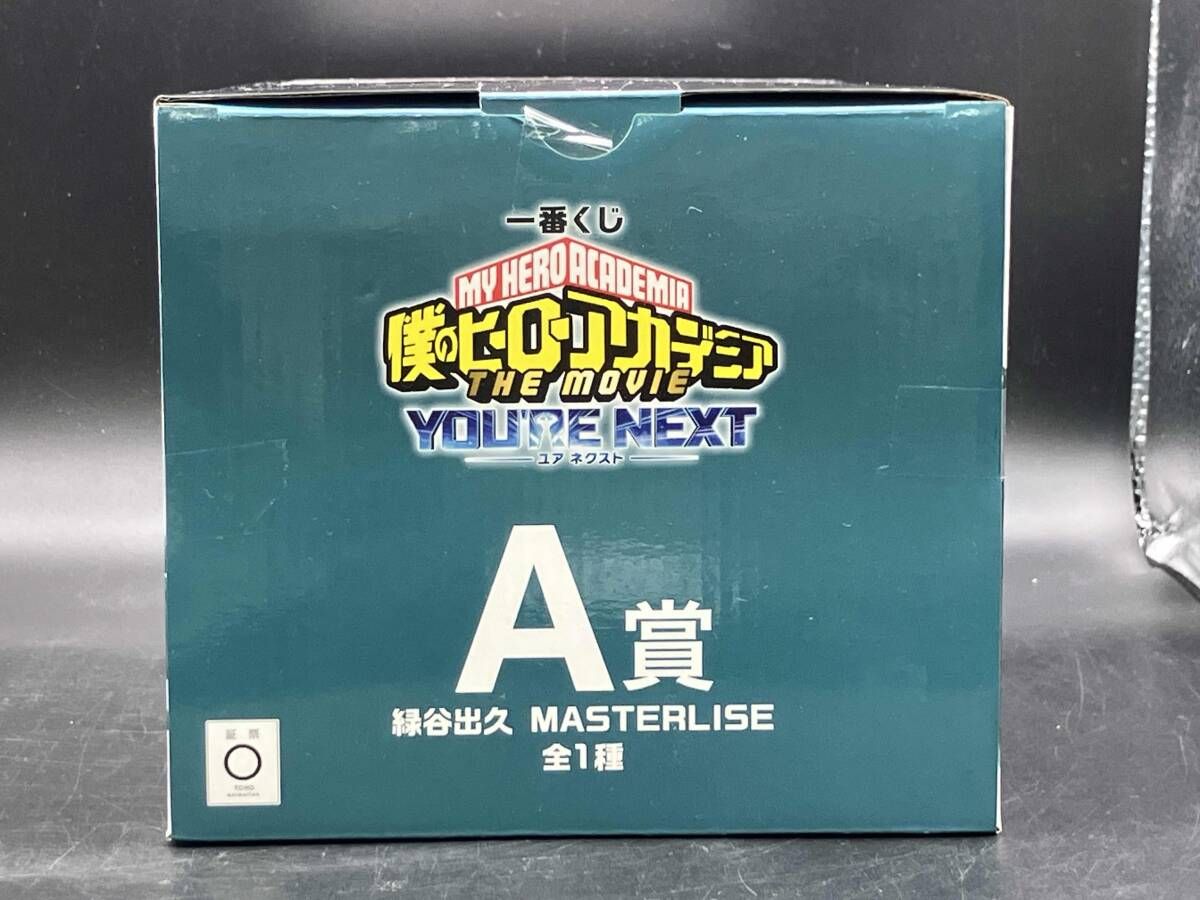 一番くじ
MY HERO ACADEMIA
僕のヒーローアカデミア
THE MOVIE
YOU'RE NEXT
ユア ネクスト
A賞
緑谷出久 MASTERLISE
全1種
証票